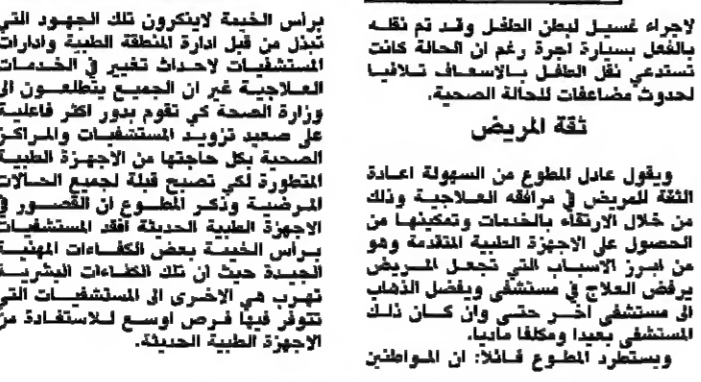 لاجراء غسيل لبطن الطفل وقد تم نقله
بالفعل بسيارة اجرة رغم ان الحالة كانت
تستدعي نقل الطفل بالاسعاف تلافيا
لحدوث مضاعفات للحالة الصحية.
ثقة المريض
ويقول عادل المطوع من السهولة اعادة
الثقة للمريض في مرافقه العلاجية وذلك
من خلال الارتقاء بالخدمات وتمكينها من
الحصول على الاجهزة الطبية المتقدمة وهو
من ابرز الاسباب التي تجعل المريض
يرفض العلاج في مستشفى ويفضل الذهاب
الى مستشفى اخر حتى وان كان ذلك
المستشفى بعيدا ومكلفا ماديا.
ويستطرد المطوع قائلا: ان المواطنين
برأس الخيمة لاينكرون تلك الجهود التي
تبذل من قبل ادارة المنطقة الطبية وادارات
المستشفيات لاحداث تغيير في الخدمات
العلاجية غير ان الجميع يتطلعون الى
وزارة الصحة كي تقوم بدور اكثر فاعلية
على صعيد تزويد المستشفيات والمراكز
الصحية بكل حاجتها من الاجهزة الطبية
المتطورة لكي تصبح قبلة لجميع الحالات
المرضية وذكر المطوع ان القصور في
الاجهزة الطبية الحديثة أفقد المستشفيات
برأس الخيمة بعض الكفاءات المهنية
الجيدة حيث ان تلك الكفاءات البشرية
تهرب هي الاخرى الى المستشفيات التي
تتوفر فيها فرص اوسع للاستفادة من
الاجهزة الطبية الحديثة.